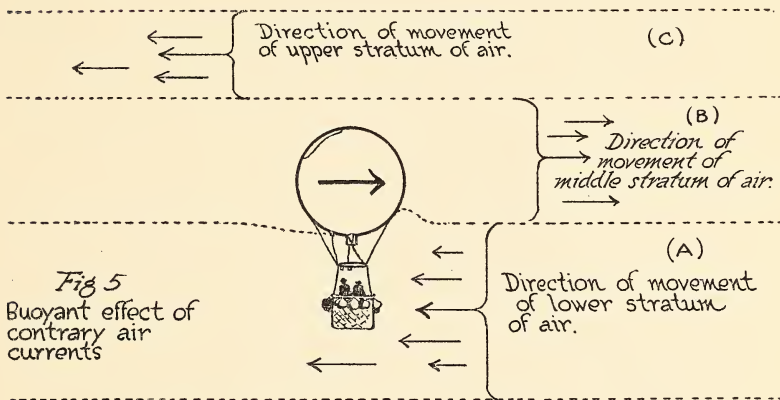 Direction of movement
of upper stratum of air.
(C)
(B)
Direction of
movement of
middle stratum of air.
(A)
Direction of movement
of lower stratum
of air.
Fig 5
Buoyant effect of
contrary air
currents